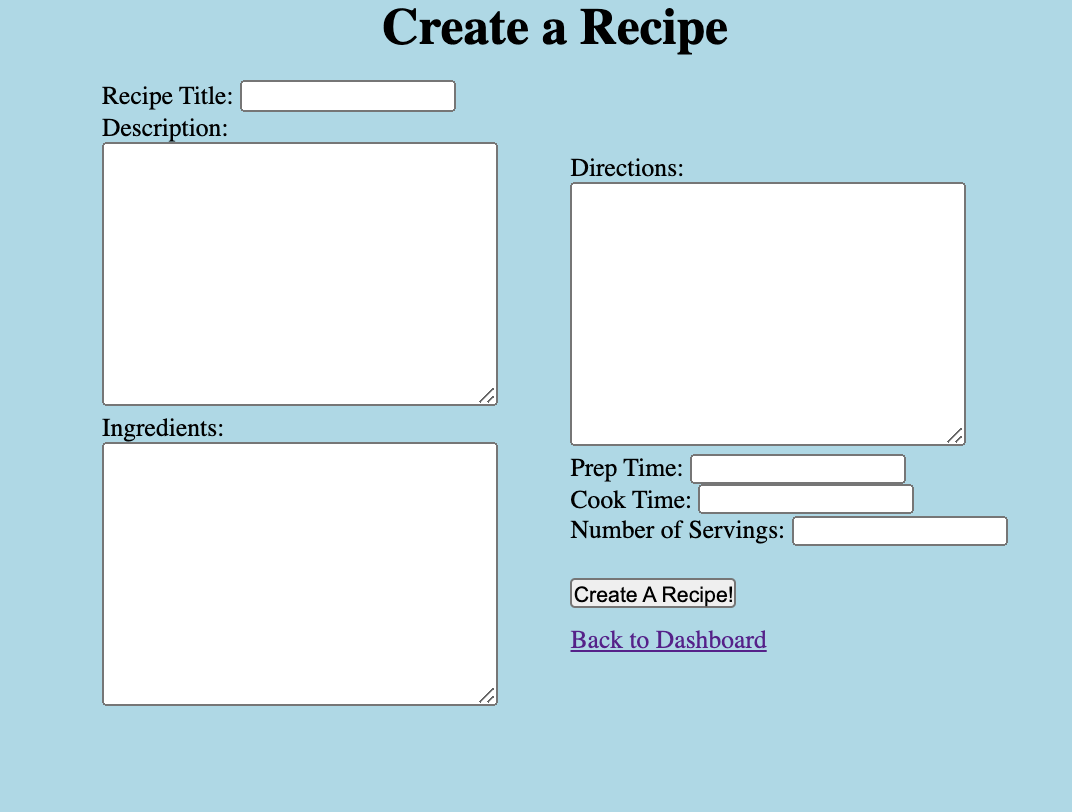 Create a Recipe
Recipe Title:
Description:
Ingredients:
Directions:
Prep Time:
Cook Time:
Number of Servings:
Create A Recipe!
Back to Dashboard